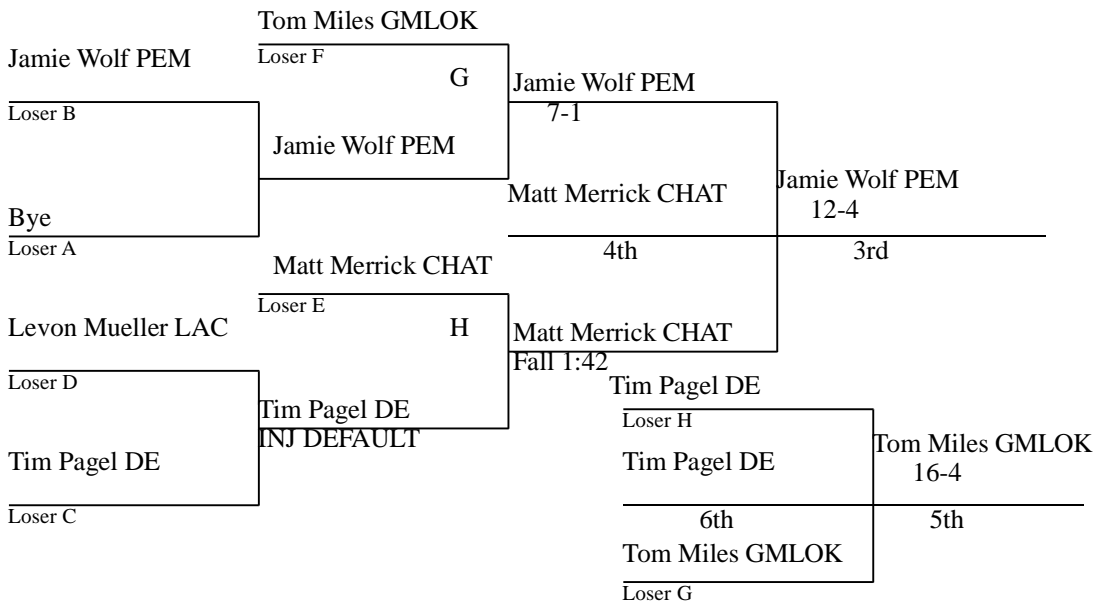 Tom Miles GMLOK
Loser F
Jamie Wolf PEM
Loser B
G
Jamie Wolf PEM
7-1
Jamie Wolf PEM
Matt Merrick CHAT
Jamie Wolf PEM
12-4
Bye
Loser A
4th
3rd
Matt Merrick CHAT
Loser E
Levon Mueller LAC
Loser D
H
Matt Merrick CHAT
Fall 1:42
Tim Pagel DE
INJ DEFAULT
Tim Pagel DE
Loser C
Tim Pagel DE
Loser H
Tim Pagel DE
Tom Miles GMLOK
16-4
6th
5th
Tom Miles GMLOK
Loser G